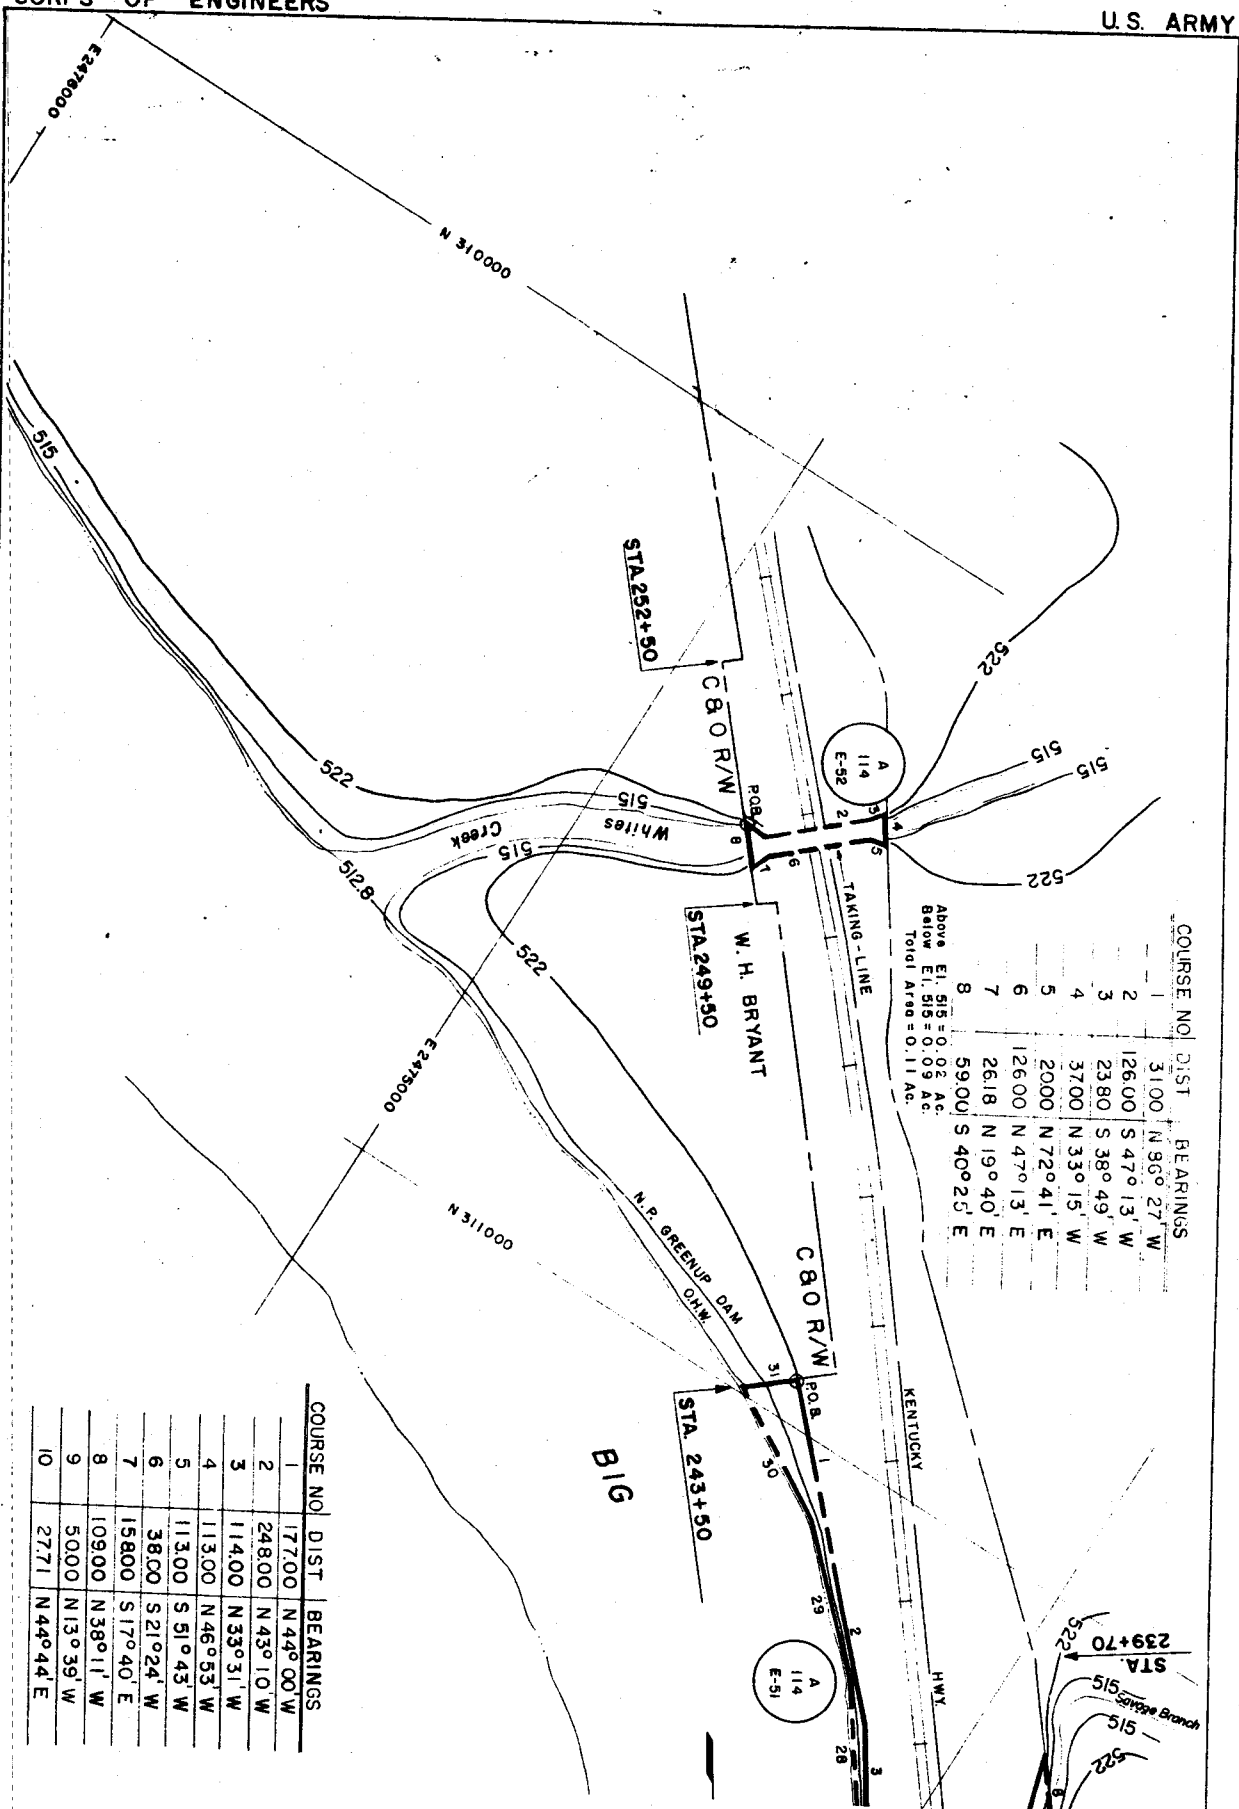 CORPS OF ENGINEERS
U.S. ARMY
E2476000
N 310000
515
STA 252+50
C & O R/W
522
522
515
515
A
114
E-52
P.O.B.
2
3
4
5
6
7
8
515
Whites
Creek
515
512.8
522
522
STA 249+50
W. H. BRYANT
TAKING-LINE
E2475000
N 311000
N.P. GREENUP DAM
O.H.W.
C & O R/W
KENTUCKY
HWY.
31
P.O.B.
1
30
STA. 243+50
BIG
29
2
A
114
E-51
28
3
STA.
239+70
522
515
Savage Branch
515
522
8
COURSE NO DIST BEARINGS
1 31.00 N 86° 27' W
2 126.00 S 47° 13' W
3 23.80 S 38° 49' W
4 37.00 N 33° 15' W
5 20.00 N 72° 41' E
6 126.00 N 47° 13' E
7 26.18 N 19° 40' E
8 59.00 S 40° 25' E
Above El. 515 = 0.02 Ac.
Below El. 515 = 0.09 Ac.
Total Area = 0.11 Ac.
COURSE NO DIST BEARINGS
1 177.00 N 44° 00' W
2 248.00 N 43° 10' W
3 114.00 N 33° 31' W
4 113.00 N 46° 53' W
5 113.00 S 51° 43' W
6 38.00 S 21° 24' W
7 158.00 S 17° 40' E
8 109.00 N 38° 11' W
9 50.00 N 13° 39' W
10 27.71 N 44° 44' E